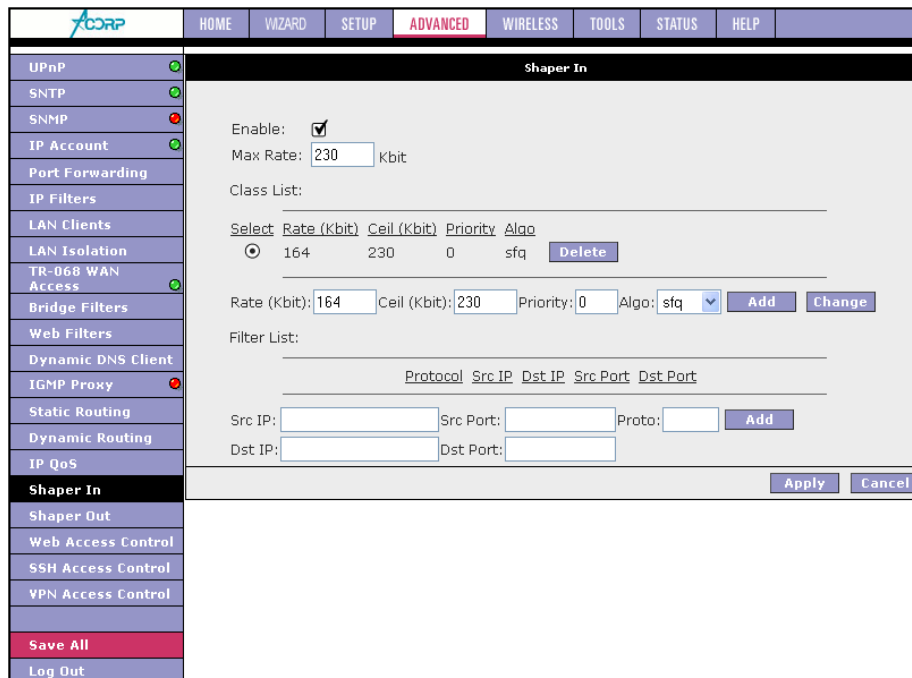 ACORP
HOME WIZARD SETUP ADVANCED WIRELESS TOOLS STATUS HELP
UPnP
SNTP
SNMP
IP Account
Port Forwarding
IP Filters
LAN Clients
LAN Isolation
TR-068 WAN
Access
Bridge Filters
Web Filters
Dynamic DNS Client
IGMP Proxy
Static Routing
Dynamic Routing
IP QoS
Shaper In
Shaper Out
Web Access Control
SSH Access Control
VPN Access Control
Save All
Log Out
Shaper In
Enable:
Max Rate: 230 Kbit
Class List:
Select Rate (Kbit) Ceil (Kbit) Priority Algo
164 230 0 sfq Delete
Rate (Kbit): 164 Ceil (Kbit): 230 Priority: 0 Algo: sfq Add Change
Filter List:
Protocol Src IP Dst IP Src Port Dst Port
Src IP: Src Port: Proto: Add
Dst IP: Dst Port:
Apply Cancel